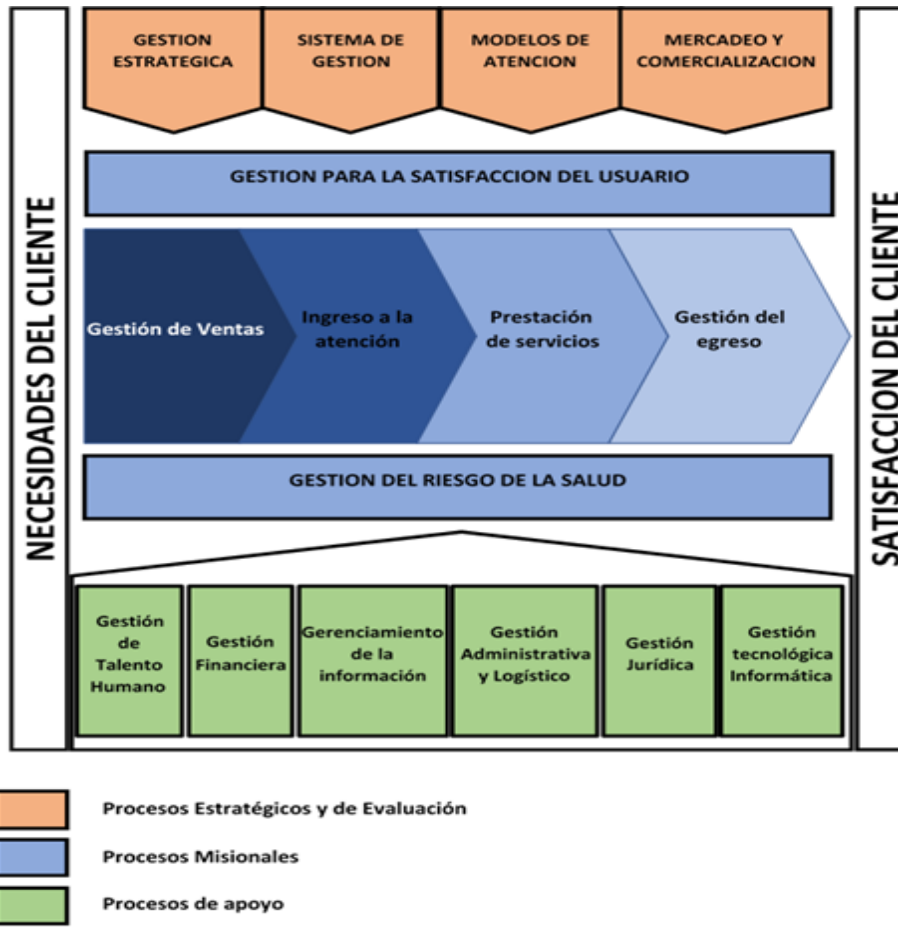 GESTION
ESTRATEGICA
SISTEMA DE
GESTION
MODELOS DE
ATENCION
MERCADEO Y
COMERCIALIZACION
NECESIDADES DEL CLIENTE
GESTION PARA LA SATISFACCION DEL USUARIO
Gestión de Ventas
Ingreso a la
atención
Prestación
de servicios
Gestión del
egreso
GESTION DEL RIESGO DE LA SALUD
SATISFACCION DEL CLIENTE
Gestión
de
Talento
Humano
Gestión
Financiera
Gerenciamiento
de la
información
Gestión
Administrativa
y Logístico
Gestión
Jurídica
Gestión
tecnológica
Informática
Procesos Estratégicos y de Evaluación
Procesos Misionales
Procesos de apoyo